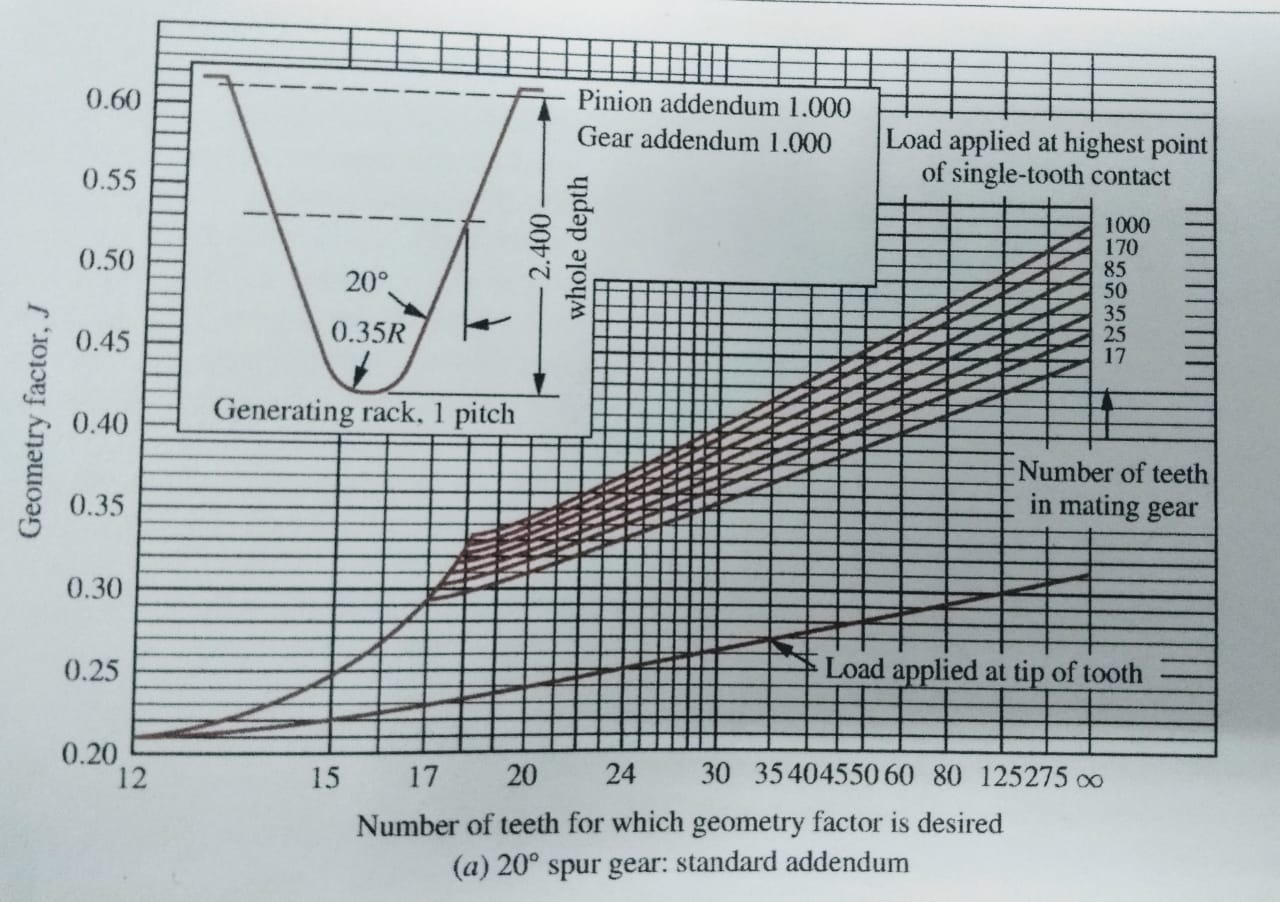 0.60
0.55
0.50
0.45
0.40
0.35
0.30
0.25
0.20
Geometry factor, J
Pinion addendum 1.000
Gear addendum 1.000
2.400
whole depth
20°
0.35R
Generating rack, 1 pitch
Load applied at highest point
of single-tooth contact
1000
170
85
50
35
25
17
Number of teeth
in mating gear
Load applied at tip of tooth
12 15 17 20 24 30 35 40 45 50 60 80 125 275 ∞
Number of teeth for which geometry factor is desired
(a) 20° spur gear: standard addendum